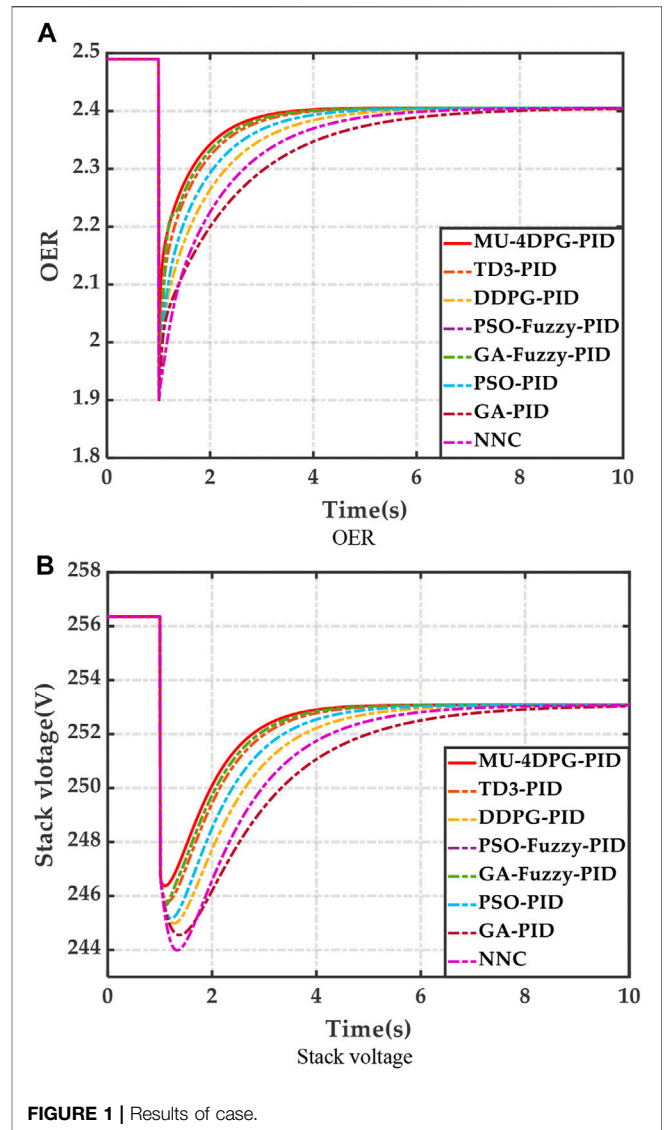 A
OER
2.5
2.4
2.3
2.2
2.1
2
1.9
1.8
MU-4DPG-PID
TD3-PID
DDPG-PID
PSO-Fuzzy-PID
GA-Fuzzy-PID
PSO-PID
GA-PID
NNC
0 2 4 6 8 10
Time(s)
OER
B
Stack vlotage(V)
258
256
254
252
250
248
246
244
MU-4DPG-PID
TD3-PID
DDPG-PID
PSO-Fuzzy-PID
GA-Fuzzy-PID
PSO-PID
GA-PID
NNC
0 2 4 6 8 10
Time(s)
Stack voltage
FIGURE 1 | Results of case.